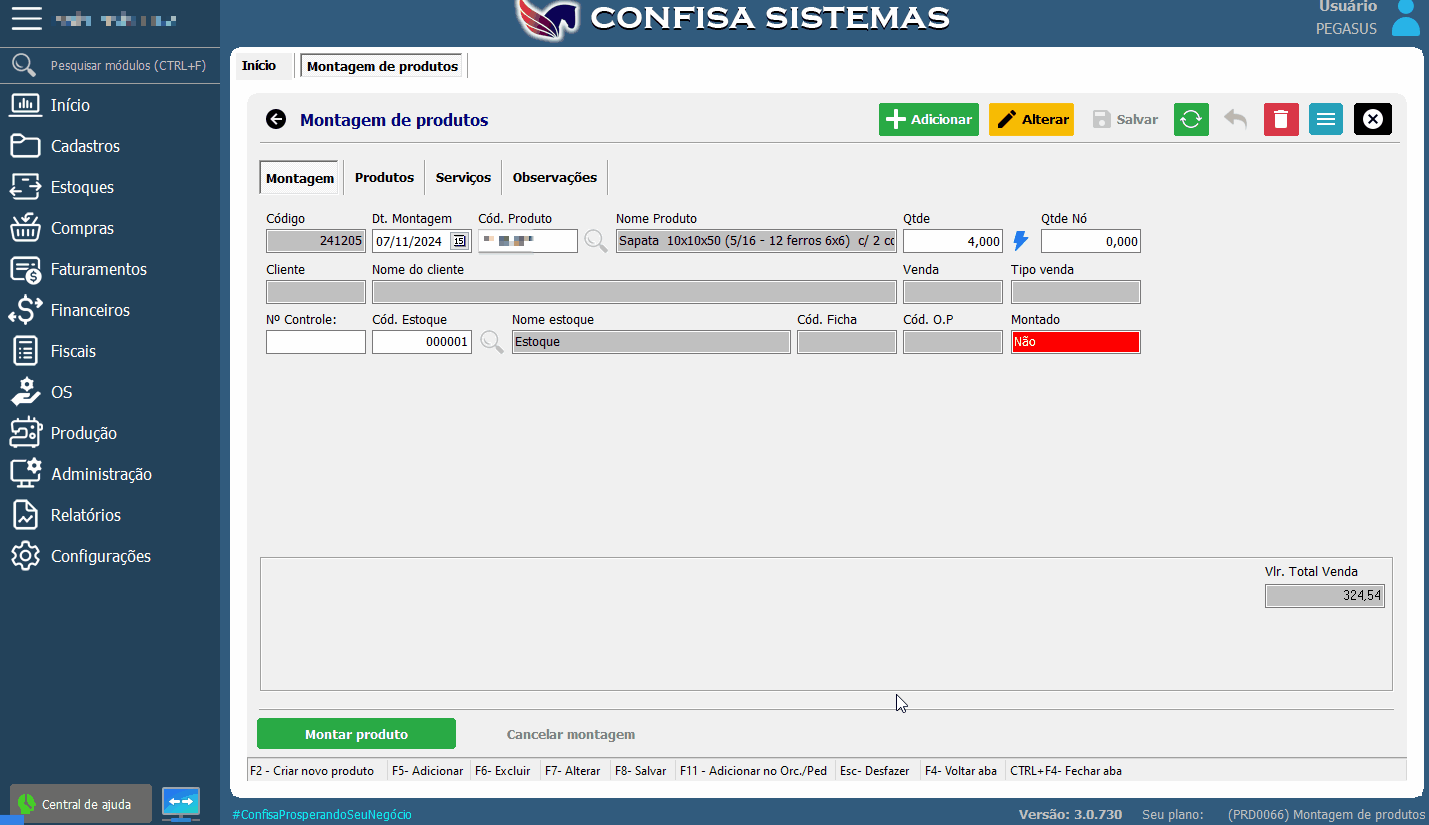 CONFISA SISTEMAS
Usuário
PEGASUS
Pesquisar módulos (CTRL+F)
Início
Cadastros
Estoques
Compras
Faturamentos
Financeiros
Fiscais
OS
Produção
Administração
Relatórios
Configurações
Central de ajuda
Início Montagem de produtos
Montagem de produtos Adicionar Alterar Salvar
Montagem Produtos Serviços Observações
Código Dt. Montagem Cód. Produto Nome Produto Qtde Qtde Nó
241205 07/11/2024 15 Sapata 10x10x50 (5/16 - 12 ferros 6x6) c/ 2 co 4,000 0,000
Cliente Nome do cliente Venda Tipo venda
Nº Controle: Cód. Estoque Nome estoque Cód. Ficha Cód. O.P Montado
000001 Estoque Não
Vlr. Total Venda
324,54
Montar produto Cancelar montagem
F2 - Criar novo produto F5- Adicionar F6- Excluir F7- Alterar F8- Salvar F11 - Adicionar no Orc./Ped Esc- Desfazer F4- Voltar aba CTRL+F4- Fechar aba
#ConfisaProsperandoSeuNegócio Versão: 3.0.730 Seu plano: (PRD0066) Montagem de produtos